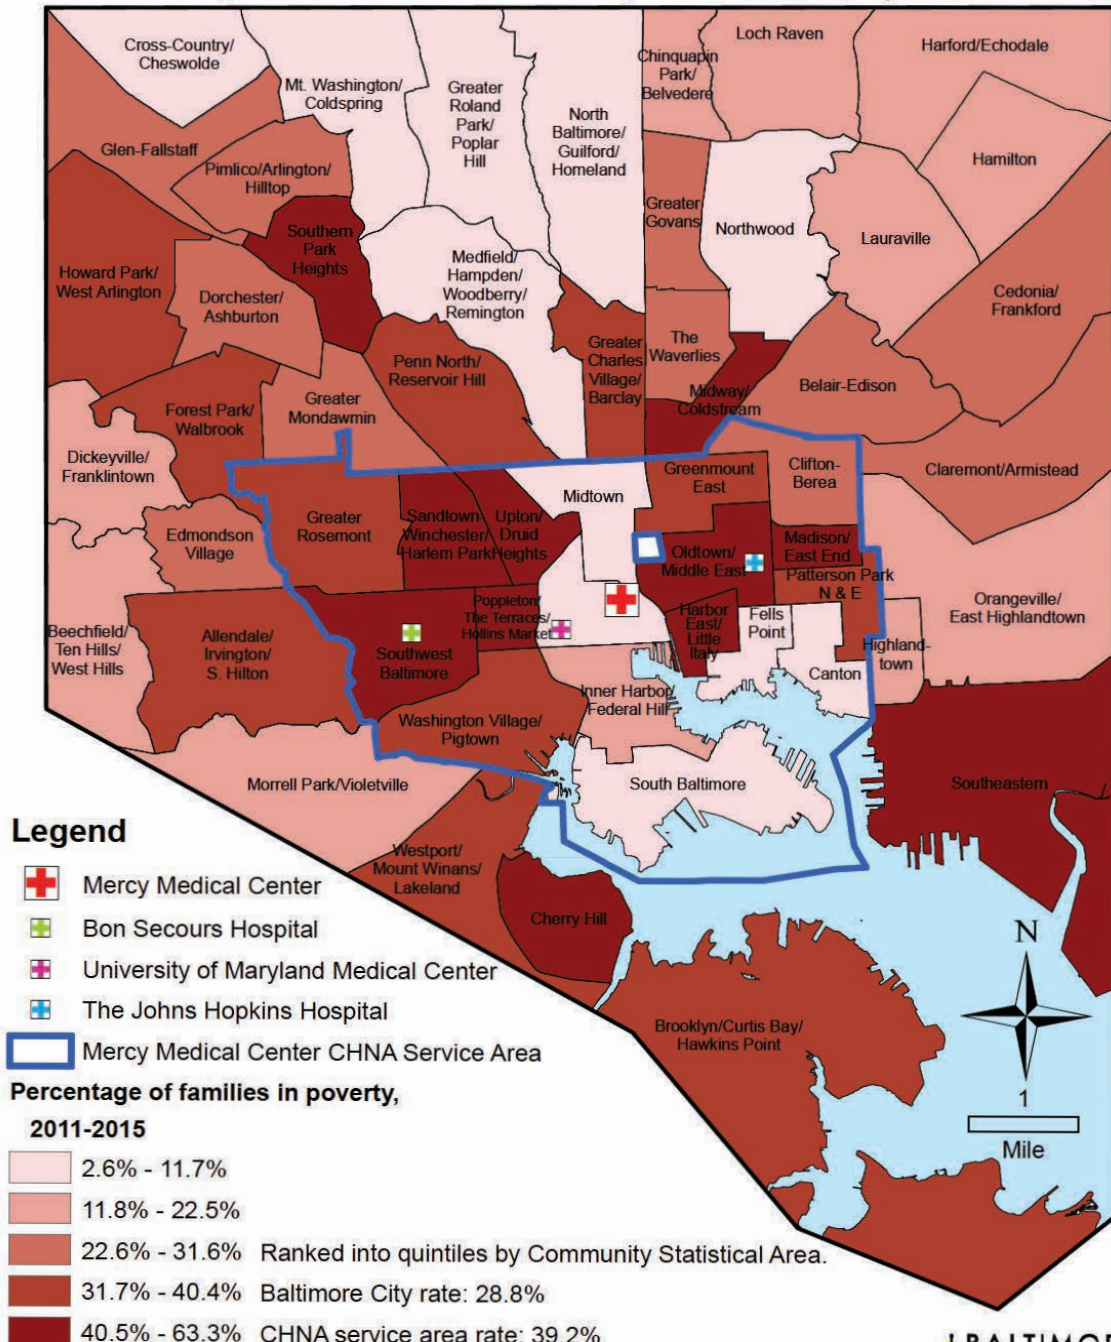 Cross-Country/
Cheswolde
Mt. Washington/
Coldspring
Greater
Roland
Park/
Poplar
Hill
North
Baltimore/
Guilford/
Homeland
Chinquapin
Park/
Belvedere
Loch Raven
Harford/Echodale
Glen-Fallstaff
Pimlico/Arlington/
Hilltop
Hamilton
Greater
Govans
Northwood
Lauraville
Southern
Park
Heights
Howard Park/
West Arlington
Dorchester/
Ashburton
Medfield/
Hampden/
Woodberry/
Remington
Cedonia/
Frankford
Penn North/
Reservoir Hill
Greater
Charles
Village/
Barclay
The
Waverlies
Midway/
Coldstream
Belair-Edison
Forest Park/
Walbrook
Greater
Mondawmin
Dickeyville/
Franklintown
Midtown
Greenmount
East
Clifton-
Berea
Claremont/Armistead
Edmondson
Village
Greater
Rosemont
Sandtown-
Winchester/
Harlem Park
Upton/
Druid
Heights
Oldtown/
Middle East
Madison/
East End
Patterson Park
N & E
Orangeville/
East Highlandtown
Beechfield/
Ten Hills/
West Hills
Allendale/
Irvington/
S. Hilton
Southwest
Baltimore
Poppleton/
The Terraces/
Hollins Market
Harbor
East/
Little
Italy
Fells
Point
Canton
Highland-
town
Washington Village/
Pigtown
Inner Harbor/
Federal Hill
Morrell Park/Violetville
South Baltimore
Southeastern
Westport/
Mount Winans/
Lakeland
Cherry Hill
Brooklyn/Curtis Bay/
Hawkins Point
N
1
Mile
Legend
Mercy Medical Center
Bon Secours Hospital
University of Maryland Medical Center
The Johns Hopkins Hospital
Mercy Medical Center CHNA Service Area
Percentage of families in poverty,
2011-2015
2.6% - 11.7%
11.8% - 22.5%
22.6% - 31.6% Ranked into quintiles by Community Statistical Area.
31.7% - 40.4% Baltimore City rate: 28.8%
40.5% - 63.3% CHNA service area rate: 39.2%